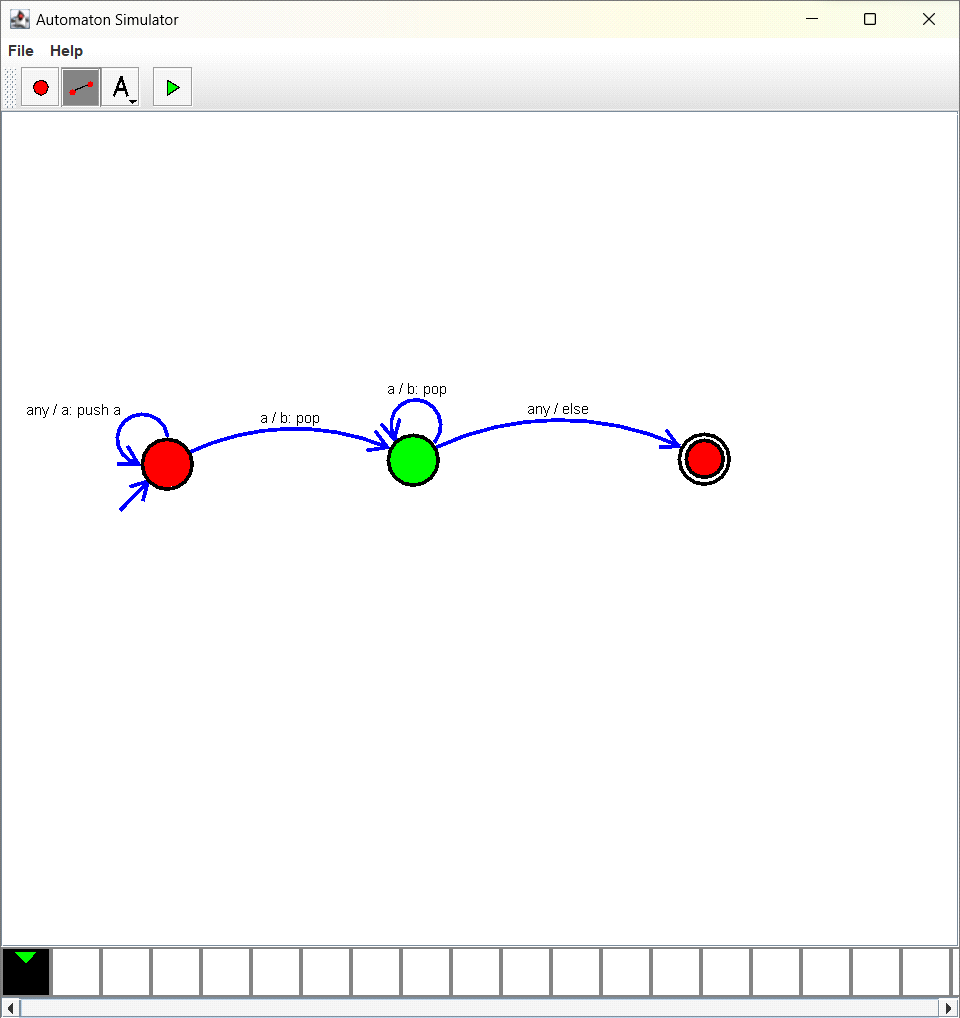 Automaton Simulator
File Help
A
a / b: pop
any / a: push a
a / b: pop
any / else